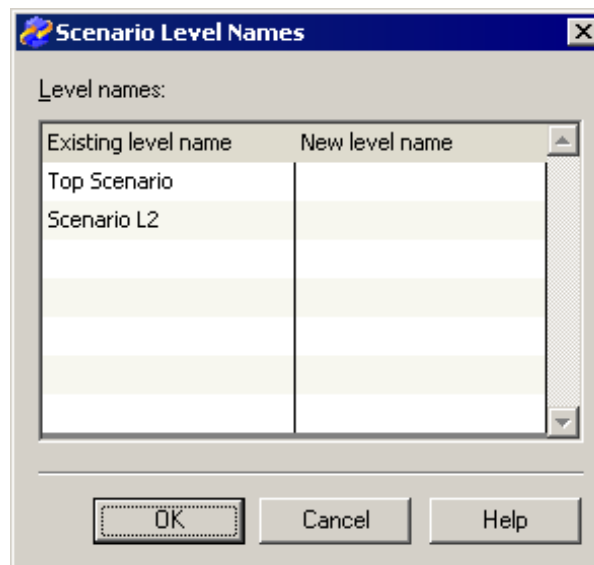 Scenario Level Names
Level names:
Existing level name New level name
Top Scenario
Scenario L2
OK Cancel Help